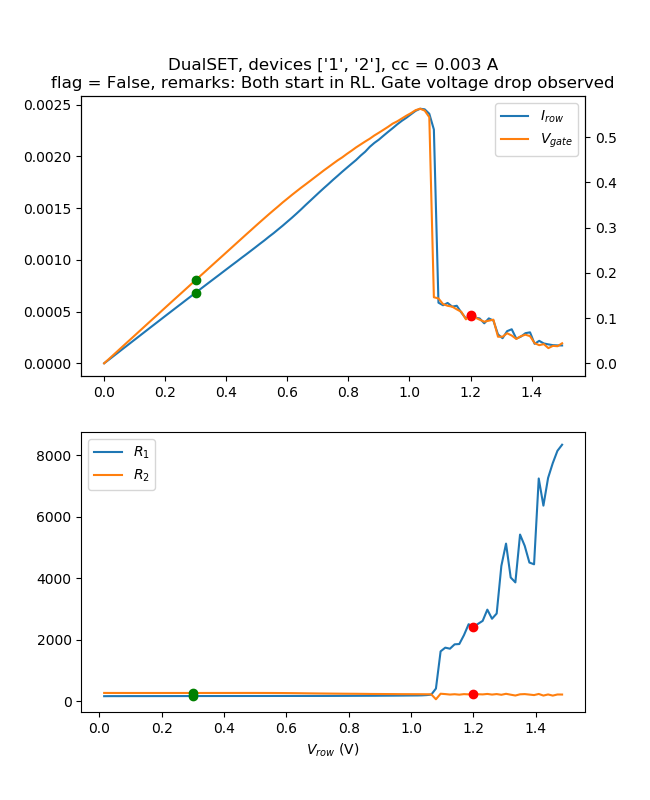 DualSET, devices ['1', '2'], cc = 0.003 A
flag = False, remarks: Both start in RL. Gate voltage drop observed
0.0025
0.0020
0.0015
0.0010
0.0005
0.0000
0.5
0.4
0.3
0.2
0.1
0.0
I_row
V_gate
0.0 0.2 0.4 0.6 0.8 1.0 1.2 1.4
8000
6000
4000
2000
0
R_1
R_2
0.0 0.2 0.4 0.6 0.8 1.0 1.2 1.4
V_row (V)